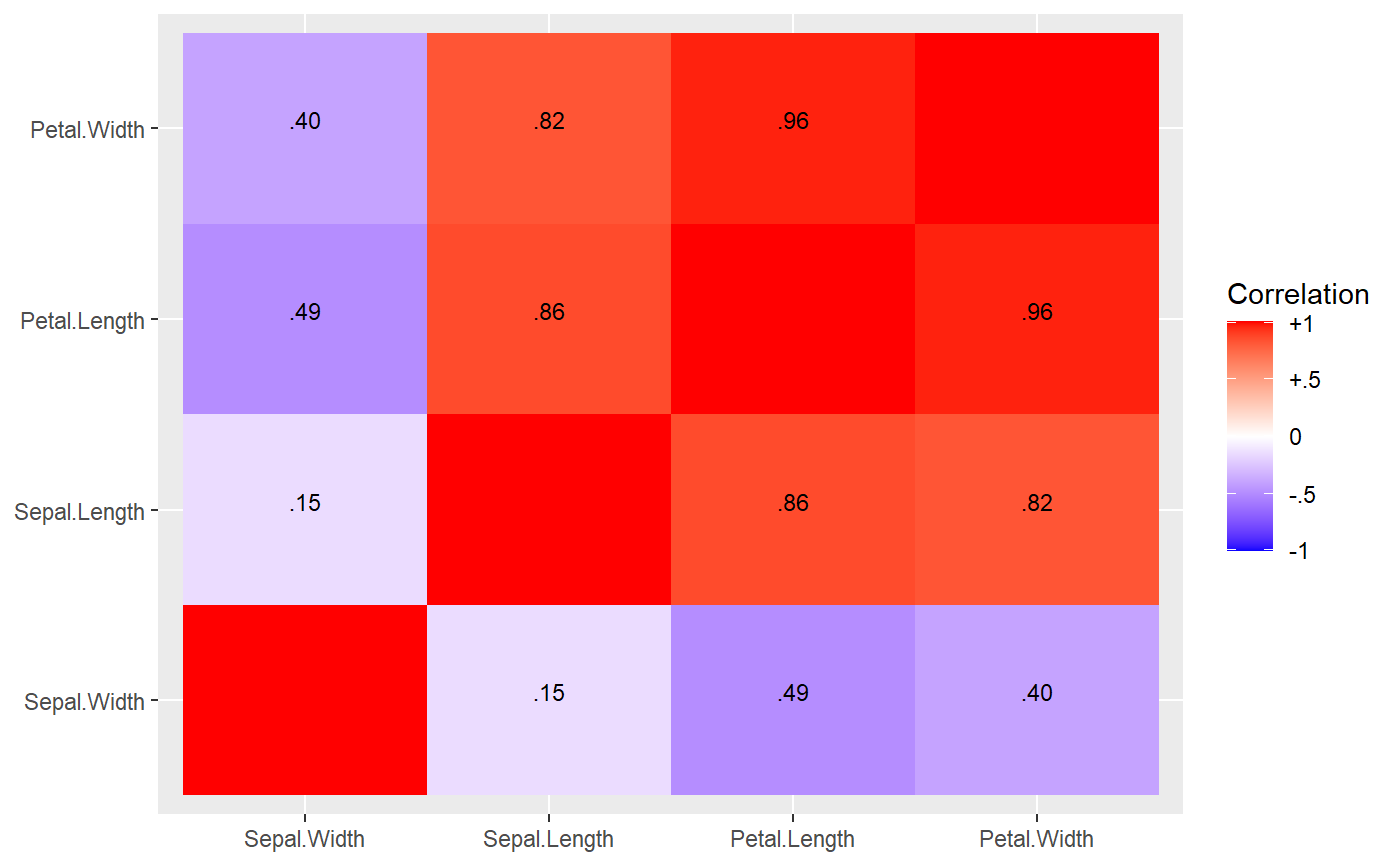 Petal.Width
.40
.82
.96
Petal.Length
.49
.86
.96
Sepal.Length
.15
.86
.82
Sepal.Width
.15
.49
.40
Sepal.Width
Sepal.Length
Petal.Length
Petal.Width
Correlation
+1
+.5
0
-.5
-1